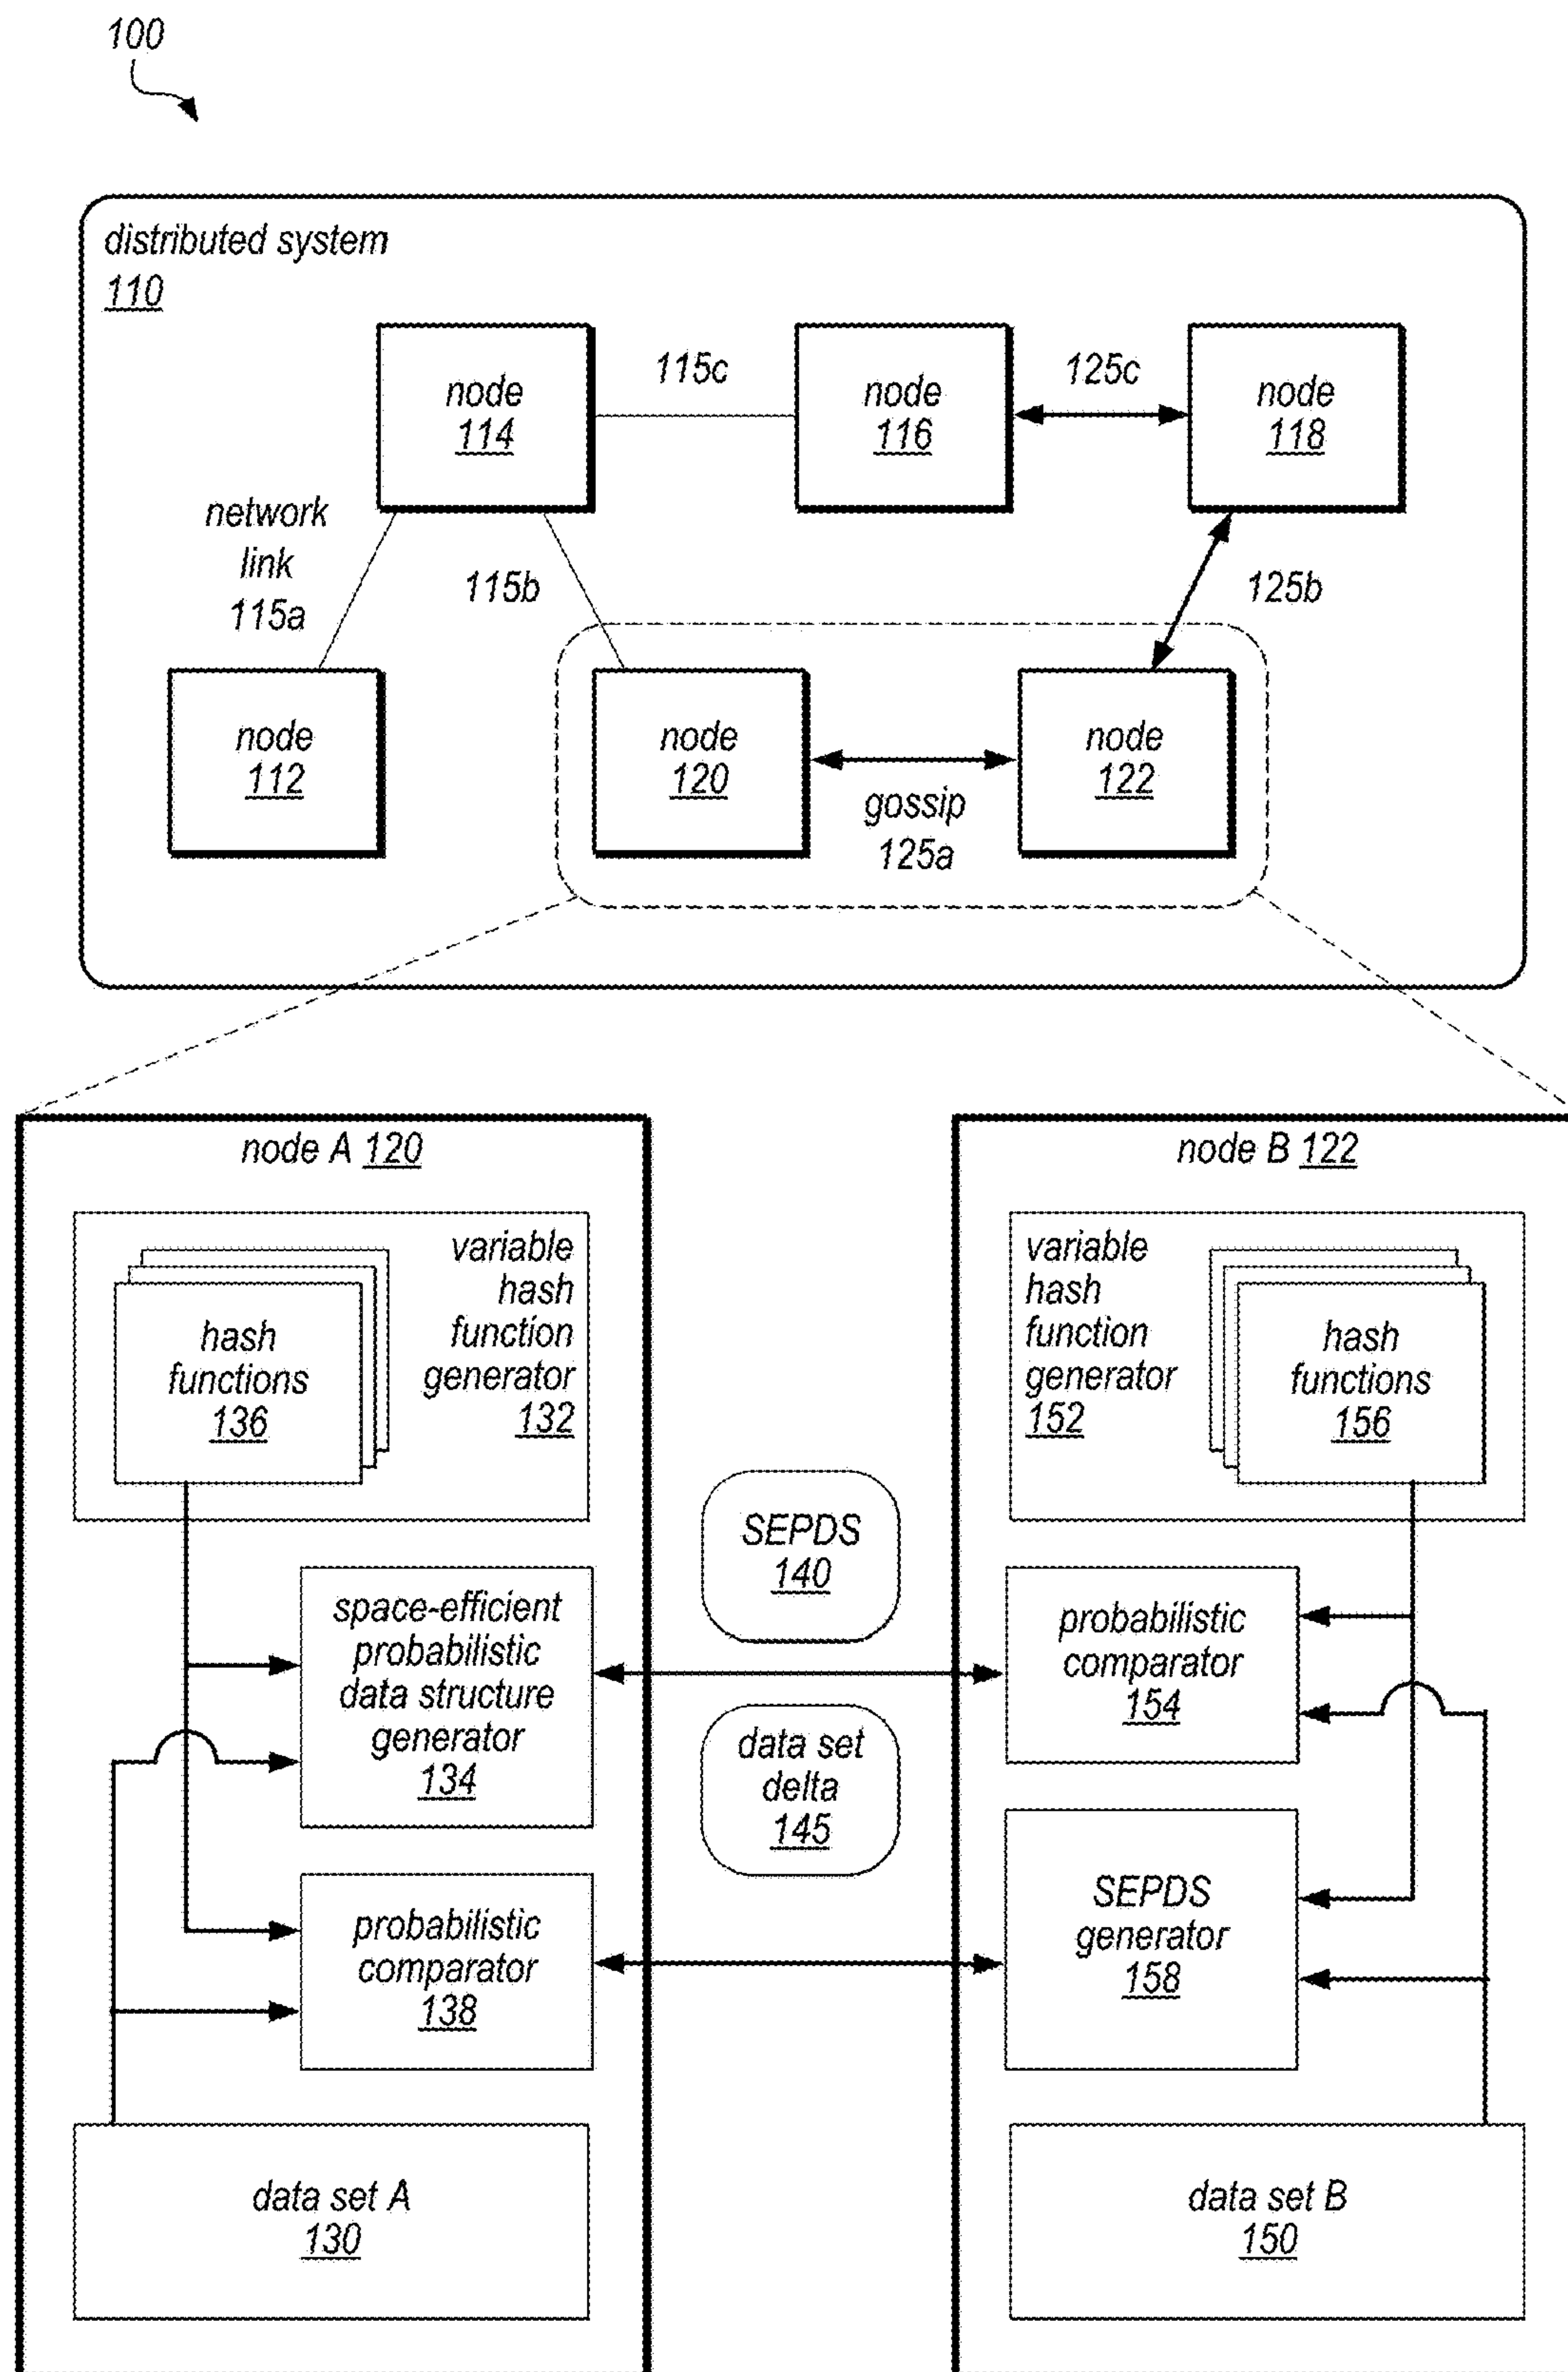 100
distributed system
110
node
114
115c
node
116
125c
node
118
network
link
115a
115b
125b
node
112
node
120
gossip
125a
node
122
node A 120
variable
hash
function
generator
132
hash
functions
136
space-efficient
probabilistic
data structure
generator
134
probabilistic
comparator
138
data set A
130
SEPDS
140
data set
delta
145
node B 122
variable
hash
function
generator
152
hash
functions
156
probabilistic
comparator
154
SEPDS
generator
158
data set B
150